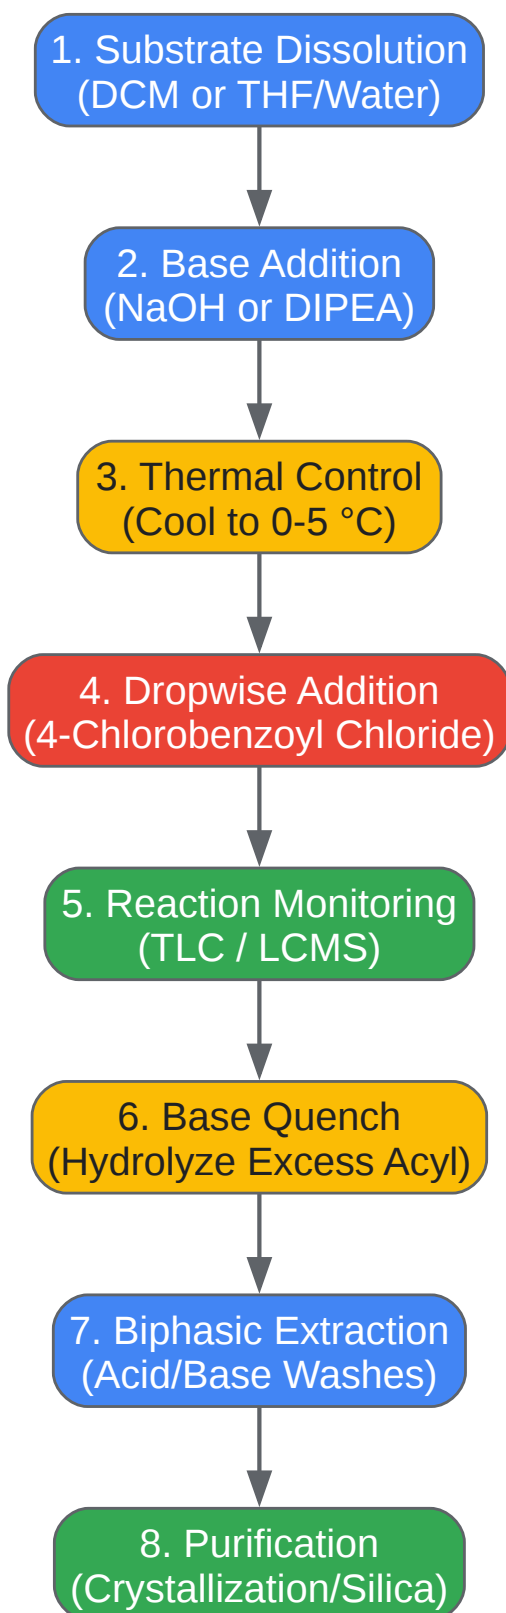 1. Substrate Dissolution
(DCM or THF/Water)
2. Base Addition
(NaOH or DIPEA)
3. Thermal Control
(Cool to 0-5 °C)
4. Dropwise Addition
(4-Chlorobenzoyl Chloride)
5. Reaction Monitoring
(TLC / LCMS)
6. Base Quench
(Hydrolyze Excess Acyl)
7. Biphasic Extraction
(Acid/Base Washes)
8. Purification
(Crystallization/Silica)